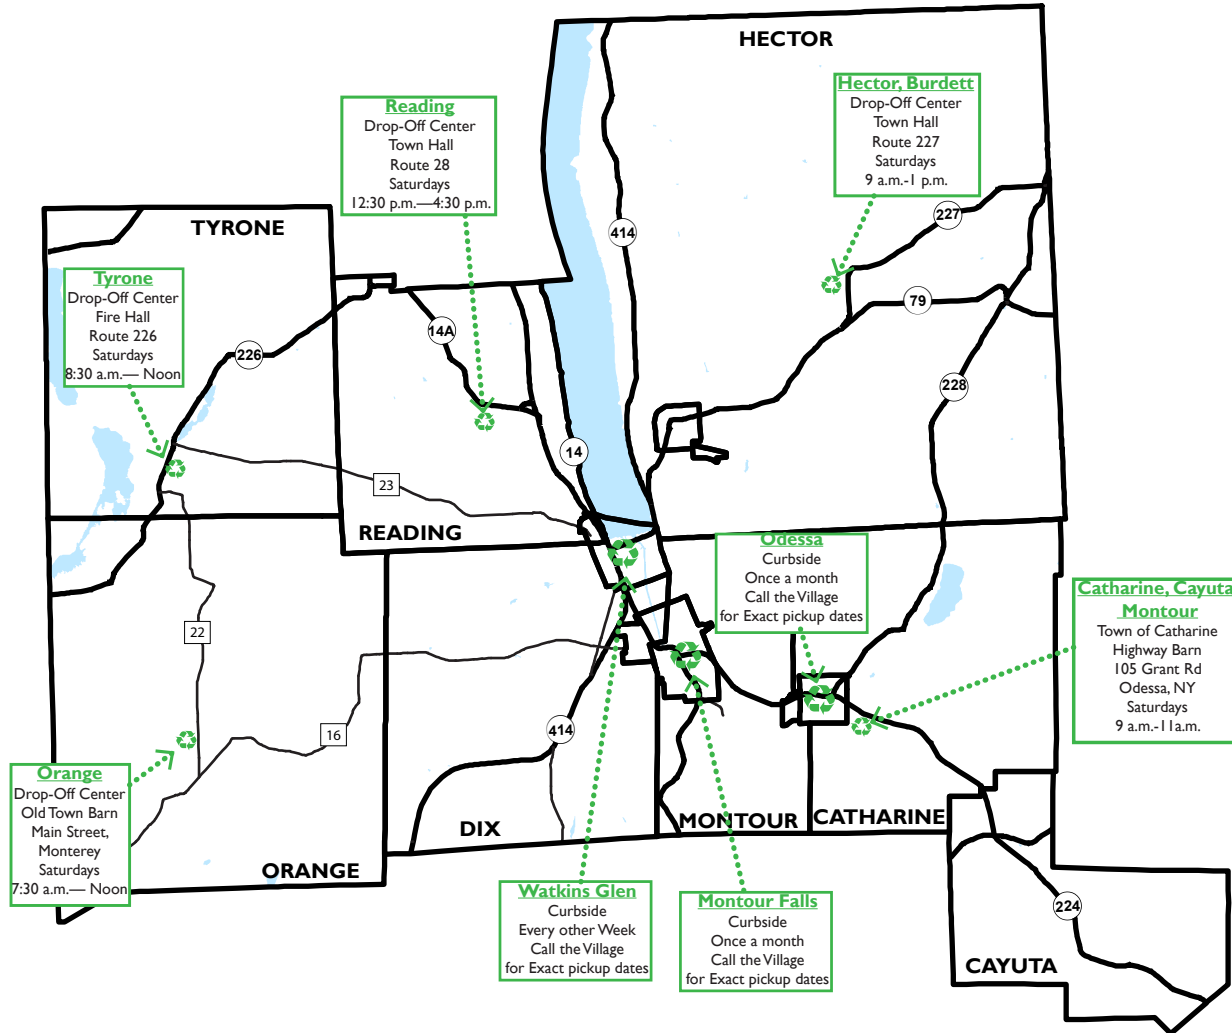 HECTOR
Hector, Burdett
Drop-Off Center
Town Hall
Route 227
Saturdays
9 a.m.-1 p.m.
Reading
Drop-Off Center
Town Hall
Route 28
Saturdays
12:30 p.m.—4:30 p.m.
TYRONE
Tyrone
Drop-Off Center
Fire Hall
Route 226
Saturdays
8:30 a.m.— Noon
414
227
79
14A
226
228
14
23
READING
Odessa
Curbside
Once a month
Call the Village
for Exact pickup dates
Catharine, Cayuta
Montour
Town of Catharine
Highway Barn
105 Grant Rd
Odessa, NY
Saturdays
9 a.m.-11a.m.
22
16
414
Orange
Drop-Off Center
Old Town Barn
Main Street,
Monterey
Saturdays
7:30 a.m.— Noon
DIX
MONTOUR
CATHARINE
ORANGE
Watkins Glen
Curbside
Every other Week
Call the Village
for Exact pickup dates
Montour Falls
Curbside
Once a month
Call the Village
for Exact pickup dates
224
CAYUTA